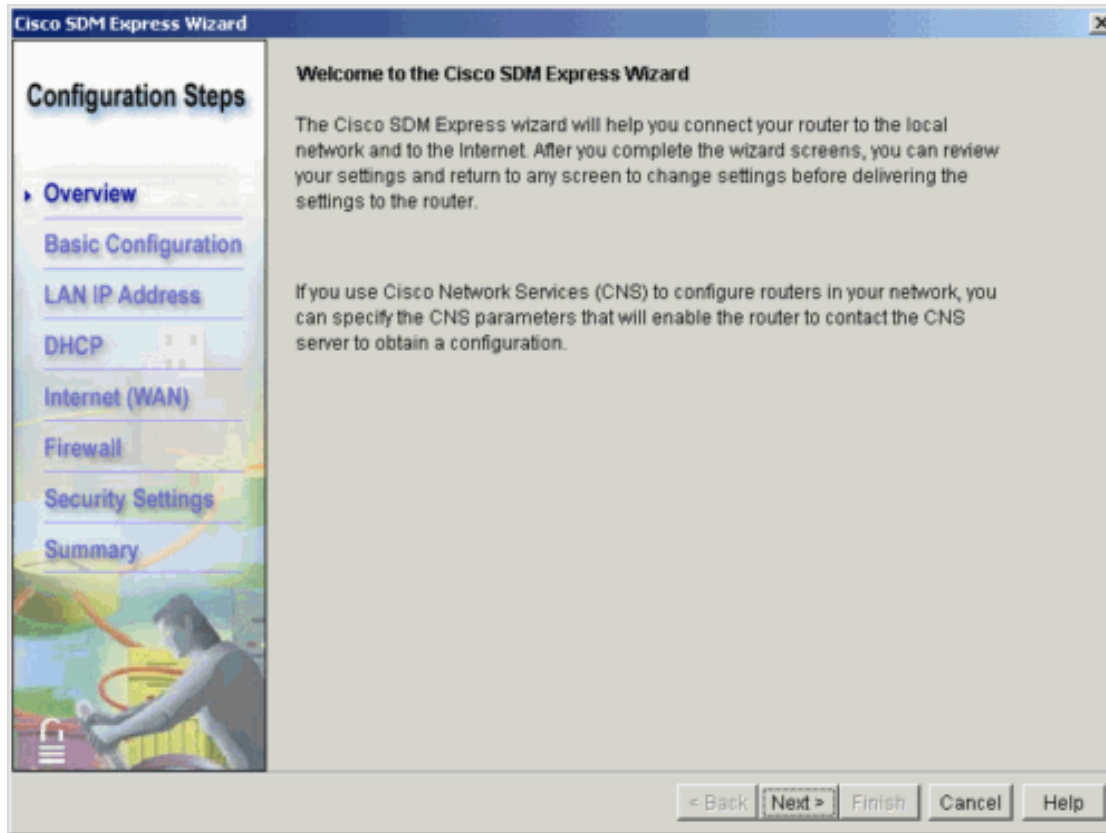 Cisco SDM Express Wizard
Configuration Steps
Overview
Basic Configuration
LAN IP Address
DHCP
Internet (WAN)
Firewall
Security Settings
Summary
Welcome to the Cisco SDM Express Wizard
The Cisco SDM Express wizard will help you connect your router to the local
network and to the Internet. After you complete the wizard screens, you can review
your settings and return to any screen to change settings before delivering the
settings to the router.
If you use Cisco Network Services (CNS) to configure routers in your network, you
can specify the CNS parameters that will enable the router to contact the CNS
server to obtain a configuration.
< Back
Next >
Finish
Cancel
Help